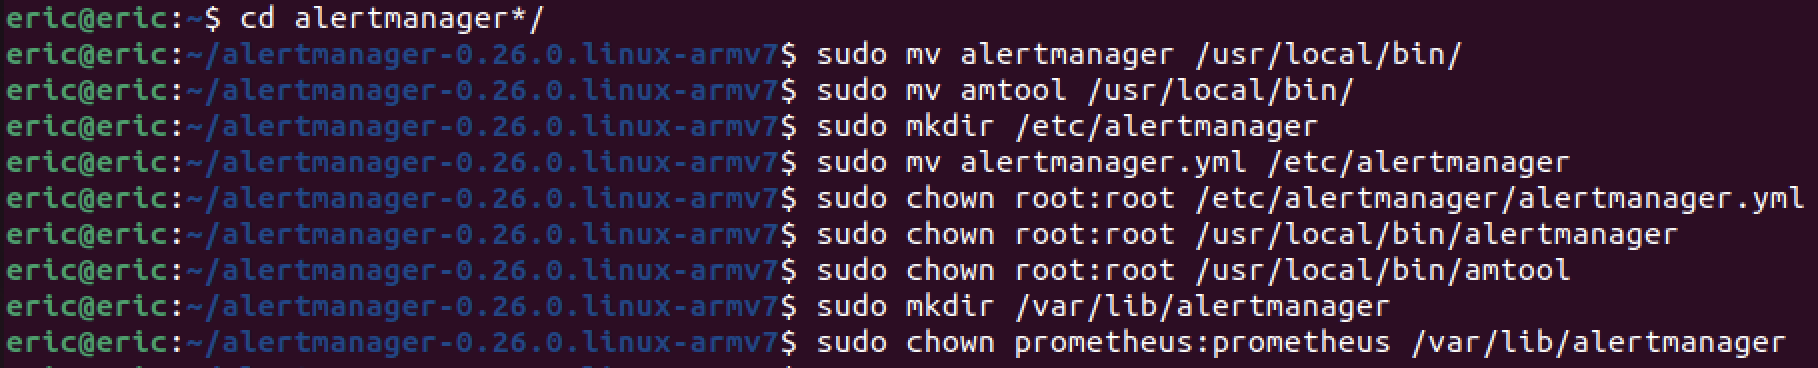 eric@eric:~$ cd alertmanager*/
eric@eric:~/alertmanager-0.26.0.linux-armv7$ sudo mv alertmanager /usr/local/bin/
eric@eric:~/alertmanager-0.26.0.linux-armv7$ sudo mv amtool /usr/local/bin/
eric@eric:~/alertmanager-0.26.0.linux-armv7$ sudo mkdir /etc/alertmanager
eric@eric:~/alertmanager-0.26.0.linux-armv7$ sudo mv alertmanager.yml /etc/alertmanager
eric@eric:~/alertmanager-0.26.0.linux-armv7$ sudo chown root:root /etc/alertmanager/alertmanager.yml
eric@eric:~/alertmanager-0.26.0.linux-armv7$ sudo chown root:root /usr/local/bin/alertmanager
eric@eric:~/alertmanager-0.26.0.linux-armv7$ sudo chown root:root /usr/local/bin/amtool
eric@eric:~/alertmanager-0.26.0.linux-armv7$ sudo mkdir /var/lib/alertmanager
eric@eric:~/alertmanager-0.26.0.linux-armv7$ sudo chown prometheus:prometheus /var/lib/alertmanager